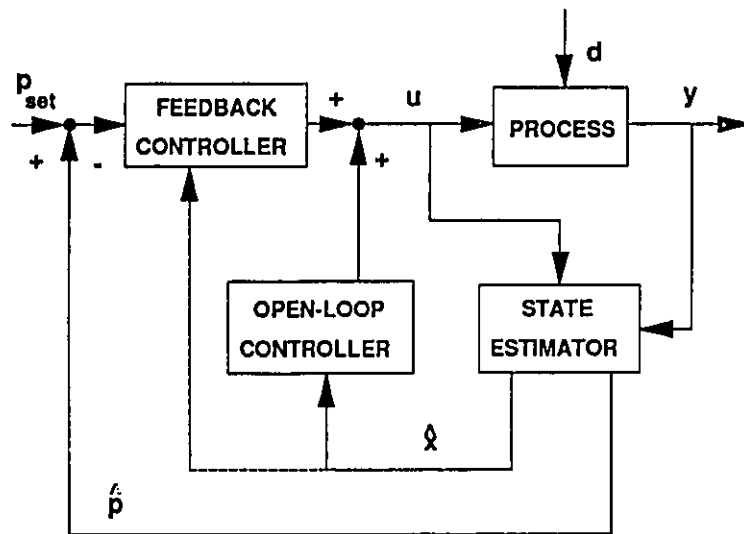 d
P set
FEEDBACK
CONTROLLER
+
u
PROCESS
y
+
-
+
OPEN-LOOP
CONTROLLER
STATE
ESTIMATOR
x̂
p̂